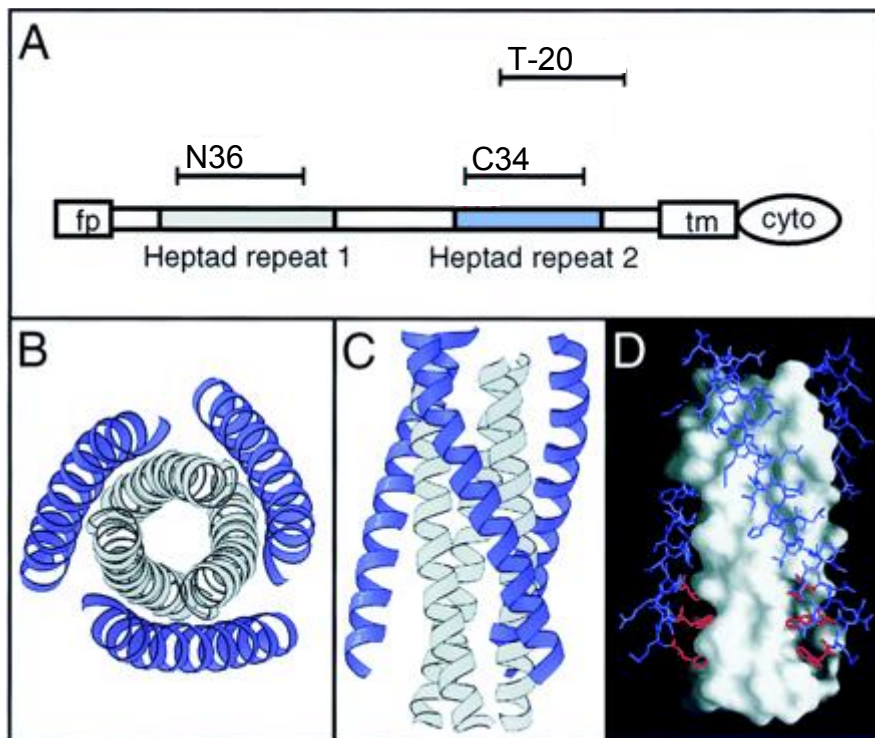 A
T-20
N36
C34
fp
tm
cyto
Heptad repeat 1
Heptad repeat 2
B
C
D